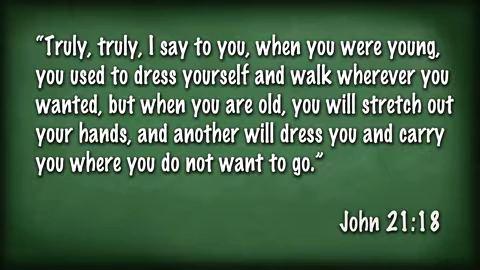 “Truly, truly, I say to you, when you were young,
you used to dress yourself and walk wherever you
wanted, but when you are old, you will stretch out
your hands, and another will dress you and carry
you where you do not want to go.”
John 21:18